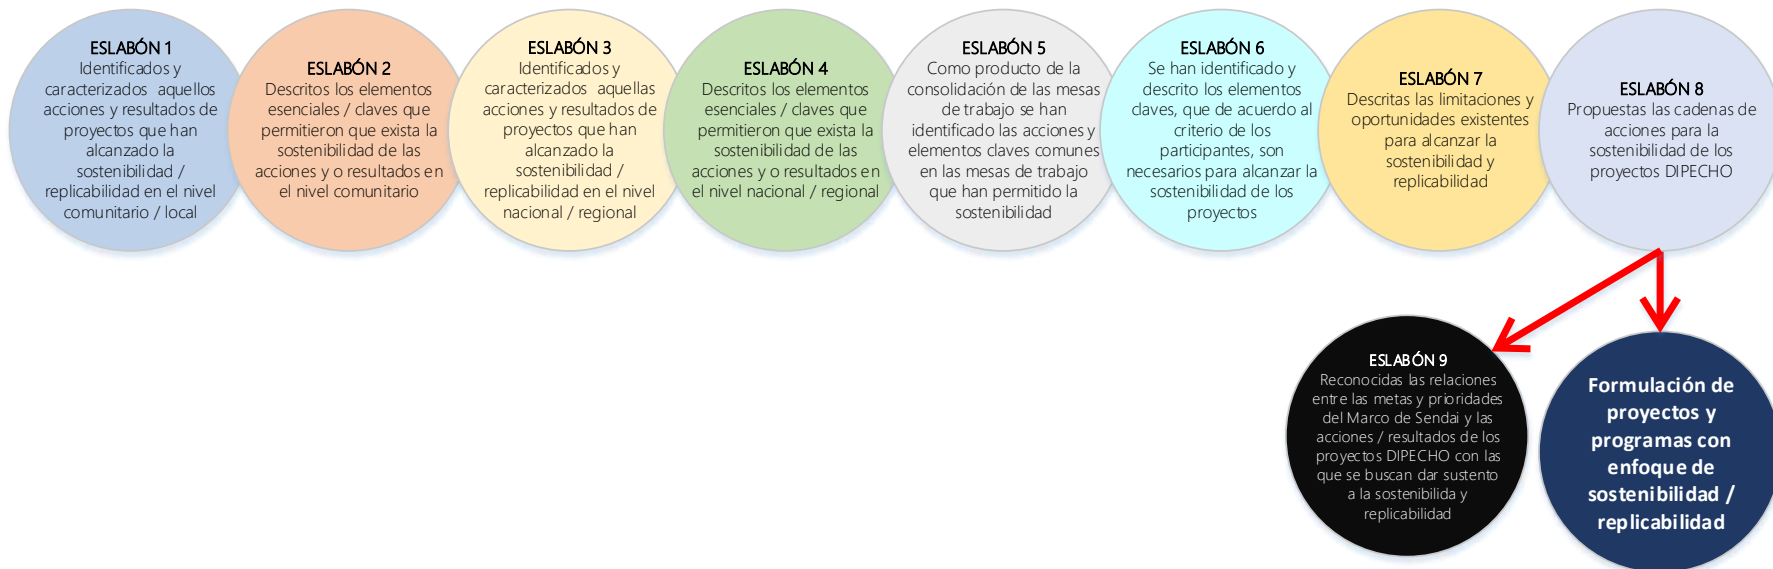 ESLABÓN 1
Identificados y
caracterizados aquellos
acciones y resultados de
proyectos que han
alcanzado la
sostenibilidad /
replicabilidad en el nivel
comunitario / local
ESLABÓN 2
Descritos los elementos
esenciales / claves que
permitieron que exista la
sostenibilidad de las
acciones y o resultados en
el nivel comunitario
ESLABÓN 3
Identificados y
caracterizados aquellas
acciones y resultados de
proyectos que han
alcanzado la
sostenibilidad /
replicabilidad en el nivel
nacional / regional
ESLABÓN 4
Descritos los elementos
esenciales / claves que
permitieron que exista la
sostenibilidad de las
acciones y o resultados en
el nivel nacional / regional
ESLABÓN 5
Como producto de la
consolidación de las mesas
de trabajo se han
identificado las acciones y
elementos claves comunes
en las mesas de trabajo
que han permitido la
sostenibilidad
ESLABÓN 6
Se han identificado y
descrito los elementos
claves, que de acuerdo al
criterio de los
participantes, son
necesarios para alcanzar la
sostenibilidad de los
proyectos
ESLABÓN 7
Descritas las limitaciones y
oportunidades existentes
para alcanzar la
sostenibilidad y
replicabilidad
ESLABÓN 8
Propuestas las cadenas de
acciones para la
sostenibilidad de los
proyectos DIPECHO
ESLABÓN 9
Reconocidas las relaciones
entre las metas y prioridades
del Marco de Sendai y las
acciones / resultados de los
proyectos DIPECHO con las
que se buscan dar sustento
a la sostenibilida y
replicabilidad
Formulación de
proyectos y
programas con
enfoque de
sostenibilidad /
replicabilidad